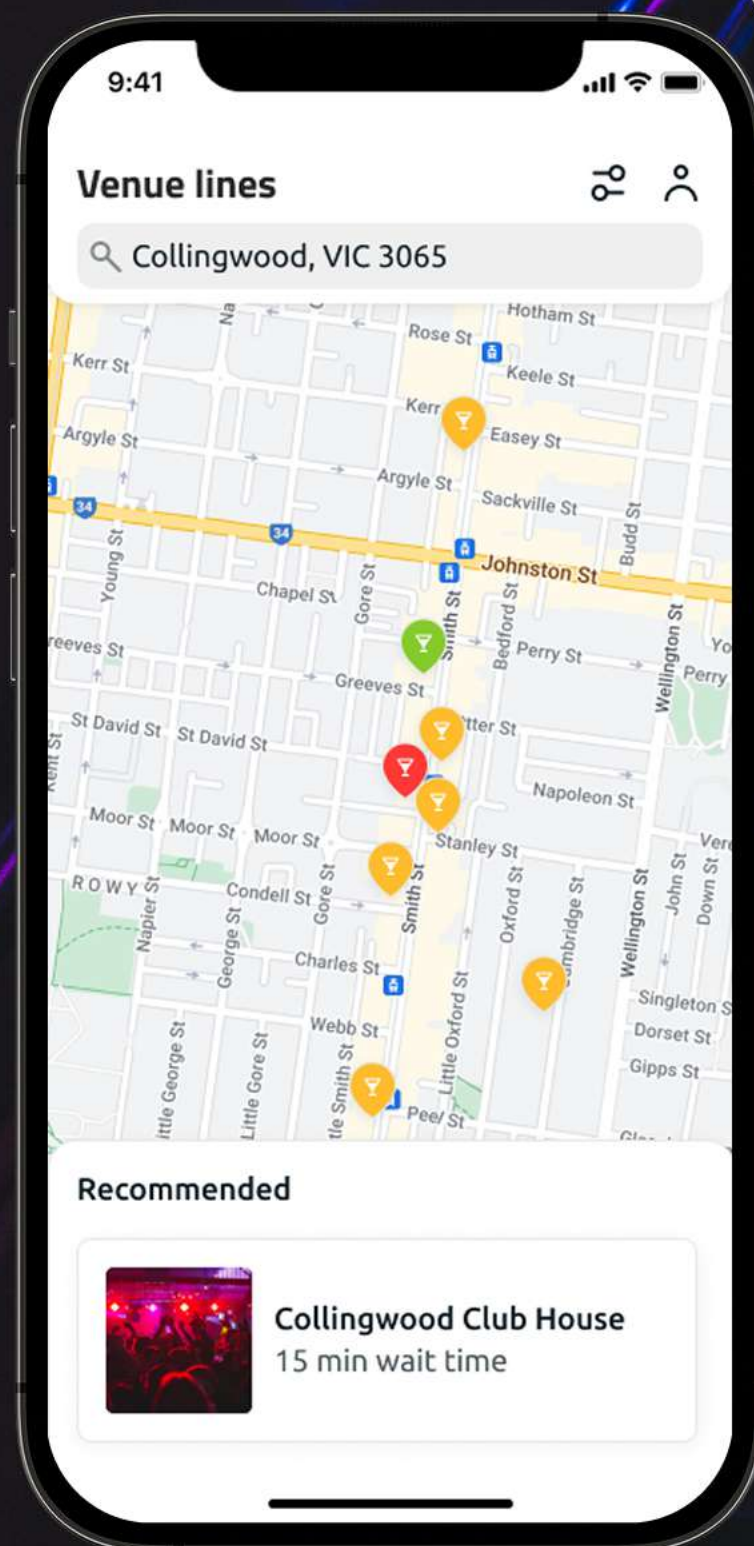 9:41
Venue lines
Collingwood, VIC 3065
Hotham St
Rose St
Keele St
Kerr St
Kerr
Argyle St
Easey St
Argyle St
Sackville St
34
34
Budd St
Johnston St
Young St
Chapel St
Gore St
Smith St
Bedford St
Wellington St
Perry St
Perry
reeves St
Greeves St
St David St
St David St
tter St
Kent St
Napoleon St
Moor St
Moor St
Moor St
Stanley St
ROWY
Condell St
Gore St
Smith St
Oxford St
Wellington St
John St
Down St
Napier St
George St
Charles St
Little Oxford St
Singleton S
Webb St
Dorset St
Gipps St
ittle George St
Little Gore St
tle Smith St
Peel St
Recommended
Collingwood Club House
15 min wait time